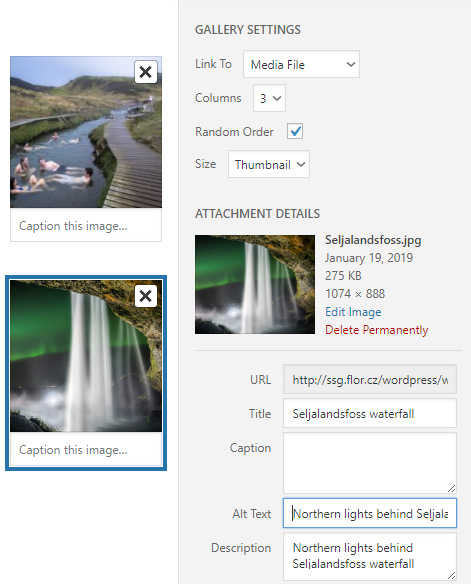 Caption this image...
Caption this image...
GALLERY SETTINGS
Link To Media File
Columns 3
Random Order
Size Thumbnail
ATTACHMENT DETAILS
Seljalandsfoss.jpg
January 19, 2019
275 KB
1074 × 888
Edit Image
Delete Permanently
URL http://ssg.flor.cz/wordpress/w
Title Seljalandsfoss waterfall
Caption
Alt Text Northern lights behind Seljala
Description Northern lights behind
Seljalandsfoss waterfall